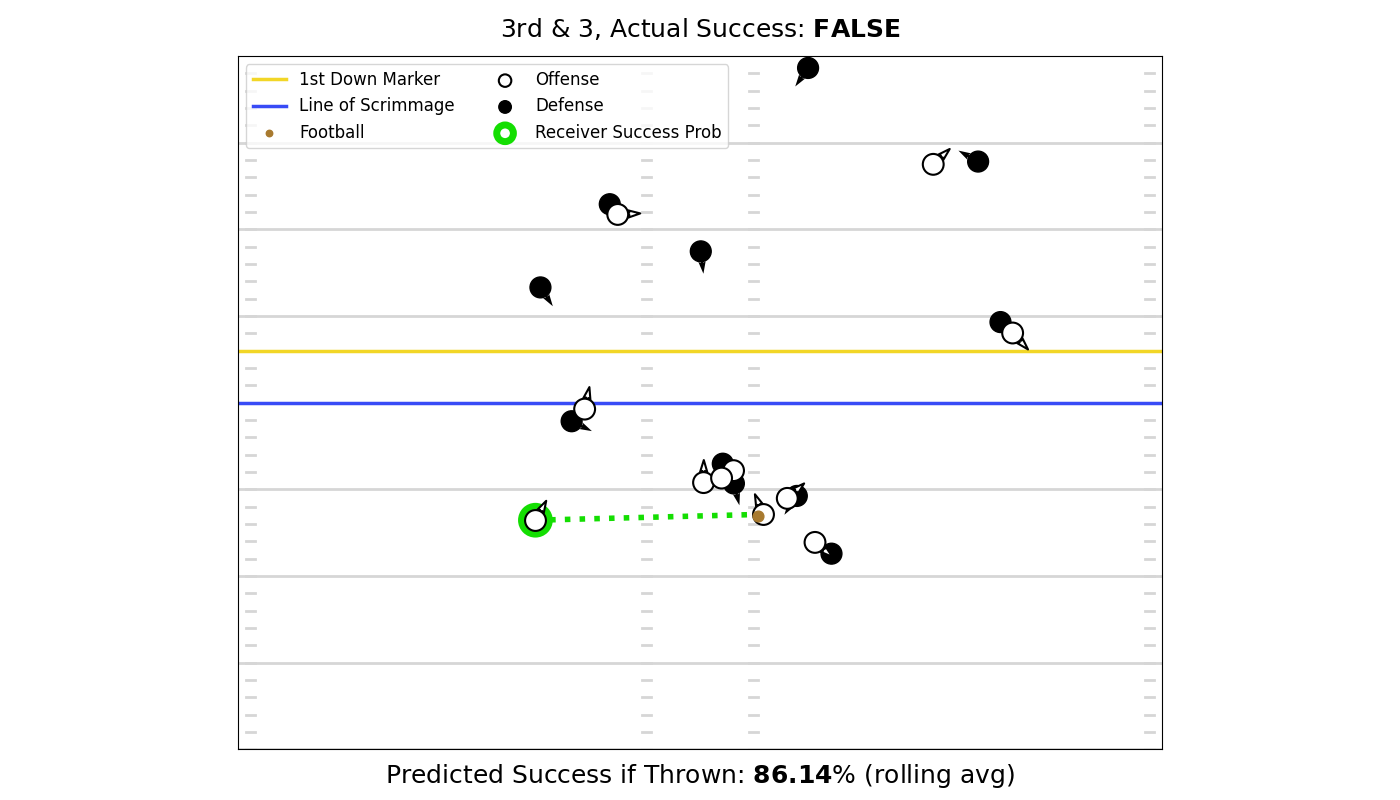 3rd & 3, Actual Success: FALSE
1st Down Marker
Line of Scrimmage
Football
Offense
Defense
Receiver Success Prob
Predicted Success if Thrown: 86.14% (rolling avg)